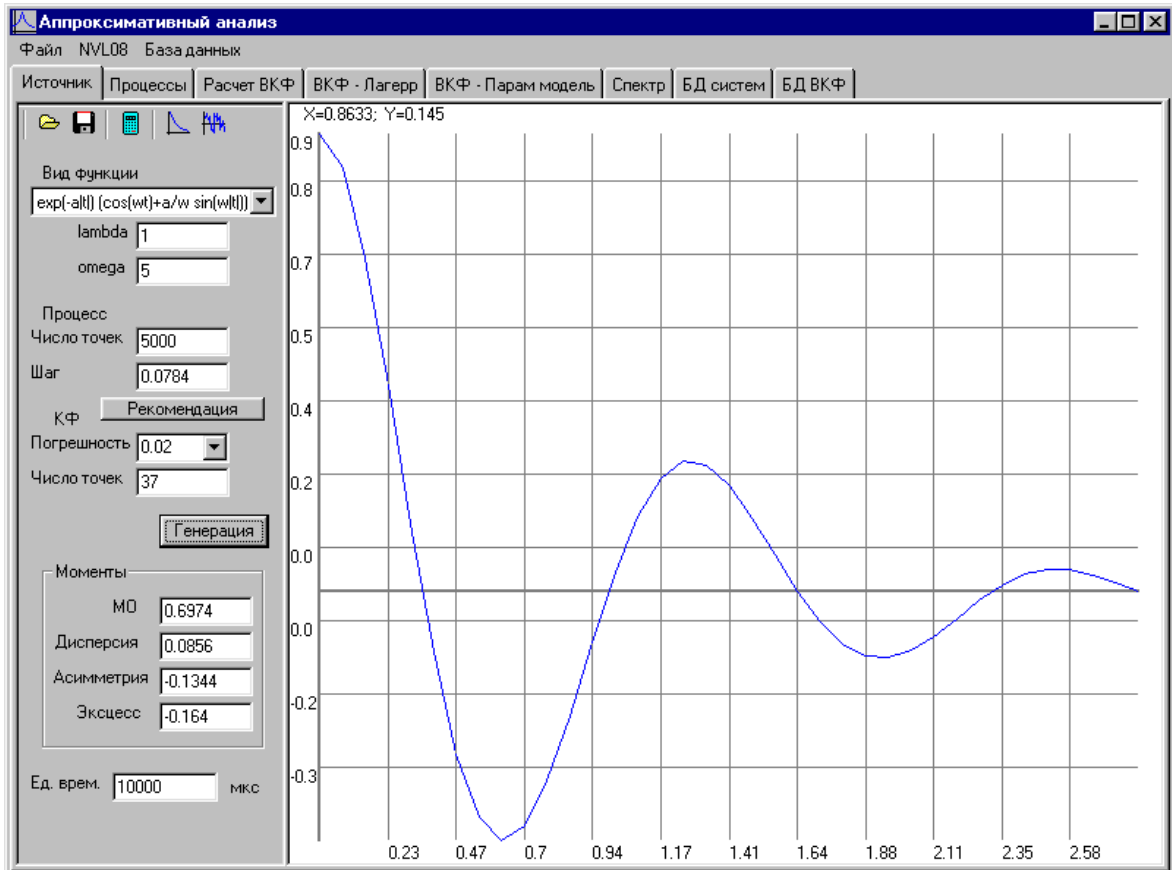 Аппроксимативный анализ
Файл NVL08 База данных
Источник Процессы Расчет ВКФ ВКФ - Лагерр ВКФ - Парам модель Спектр БД систем БД ВКФ
Вид функции
exp(-a|t|) (cos(wt)+a/w sin(w|t|))
lambda 1
omega 5
Процесс
Число точек 5000
Шаг 0.0784
КФ Рекомендация
Погрешность 0.02
Число точек 37
Генерация
Моменты
МО 0.6974
Дисперсия 0.0856
Асимметрия -0.1344
Эксцесс -0.164
Ед. врем. 10000 мкс
X=0.8633; Y=0.145
0.9
0.8
0.7
0.5
0.4
0.2
0.0
0.0
-0.2
-0.3
0.23 0.47 0.7 0.94 1.17 1.41 1.64 1.88 2.11 2.35 2.58